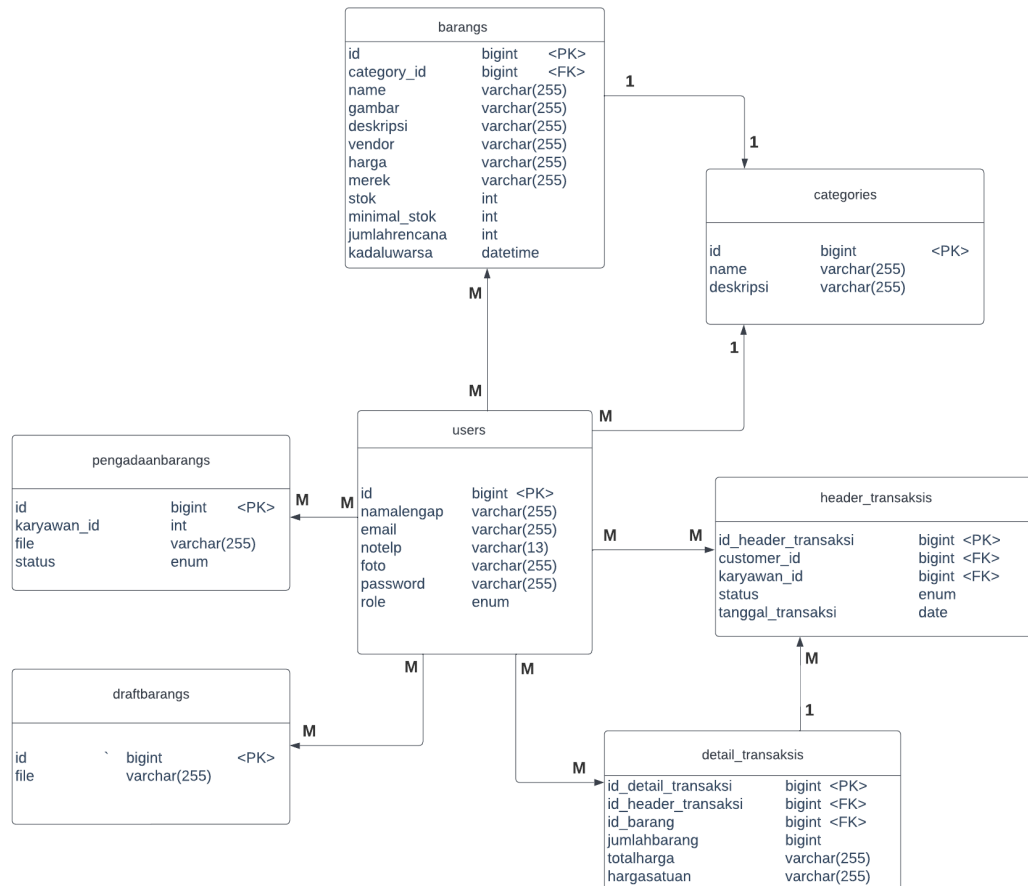 barangs
id bigint <PK>
category_id bigint <FK>
name varchar(255)
gambar varchar(255)
deskripsi varchar(255)
vendor varchar(255)
harga varchar(255)
merek varchar(255)
stok int
minimal_stok int
jumlahrencana int
kadaluwarsa datetime
1
1
categories
id bigint <PK>
name varchar(255)
deskripsi varchar(255)
M
1
M
M
users
id bigint <PK>
namalengap varchar(255)
email varchar(255)
notelp varchar(13)
foto varchar(255)
password varchar(255)
role enum
pengadaanbarangs
id bigint <PK>
karyawan_id int
file varchar(255)
status enum
M M
header_transaksis
id_header_transaksi bigint <PK>
customer_id bigint <FK>
karyawan_id bigint <FK>
status enum
tanggal_transaksi date
M M
M M
M
draftbarangs
id ` bigint <PK>
file varchar(255)
M
1
M
detail_transaksis
id_detail_transaksi bigint <PK>
id_header_transaksi bigint <FK>
id_barang bigint <FK>
jumlahbarang bigint
totalharga varchar(255)
hargasatuan varchar(255)